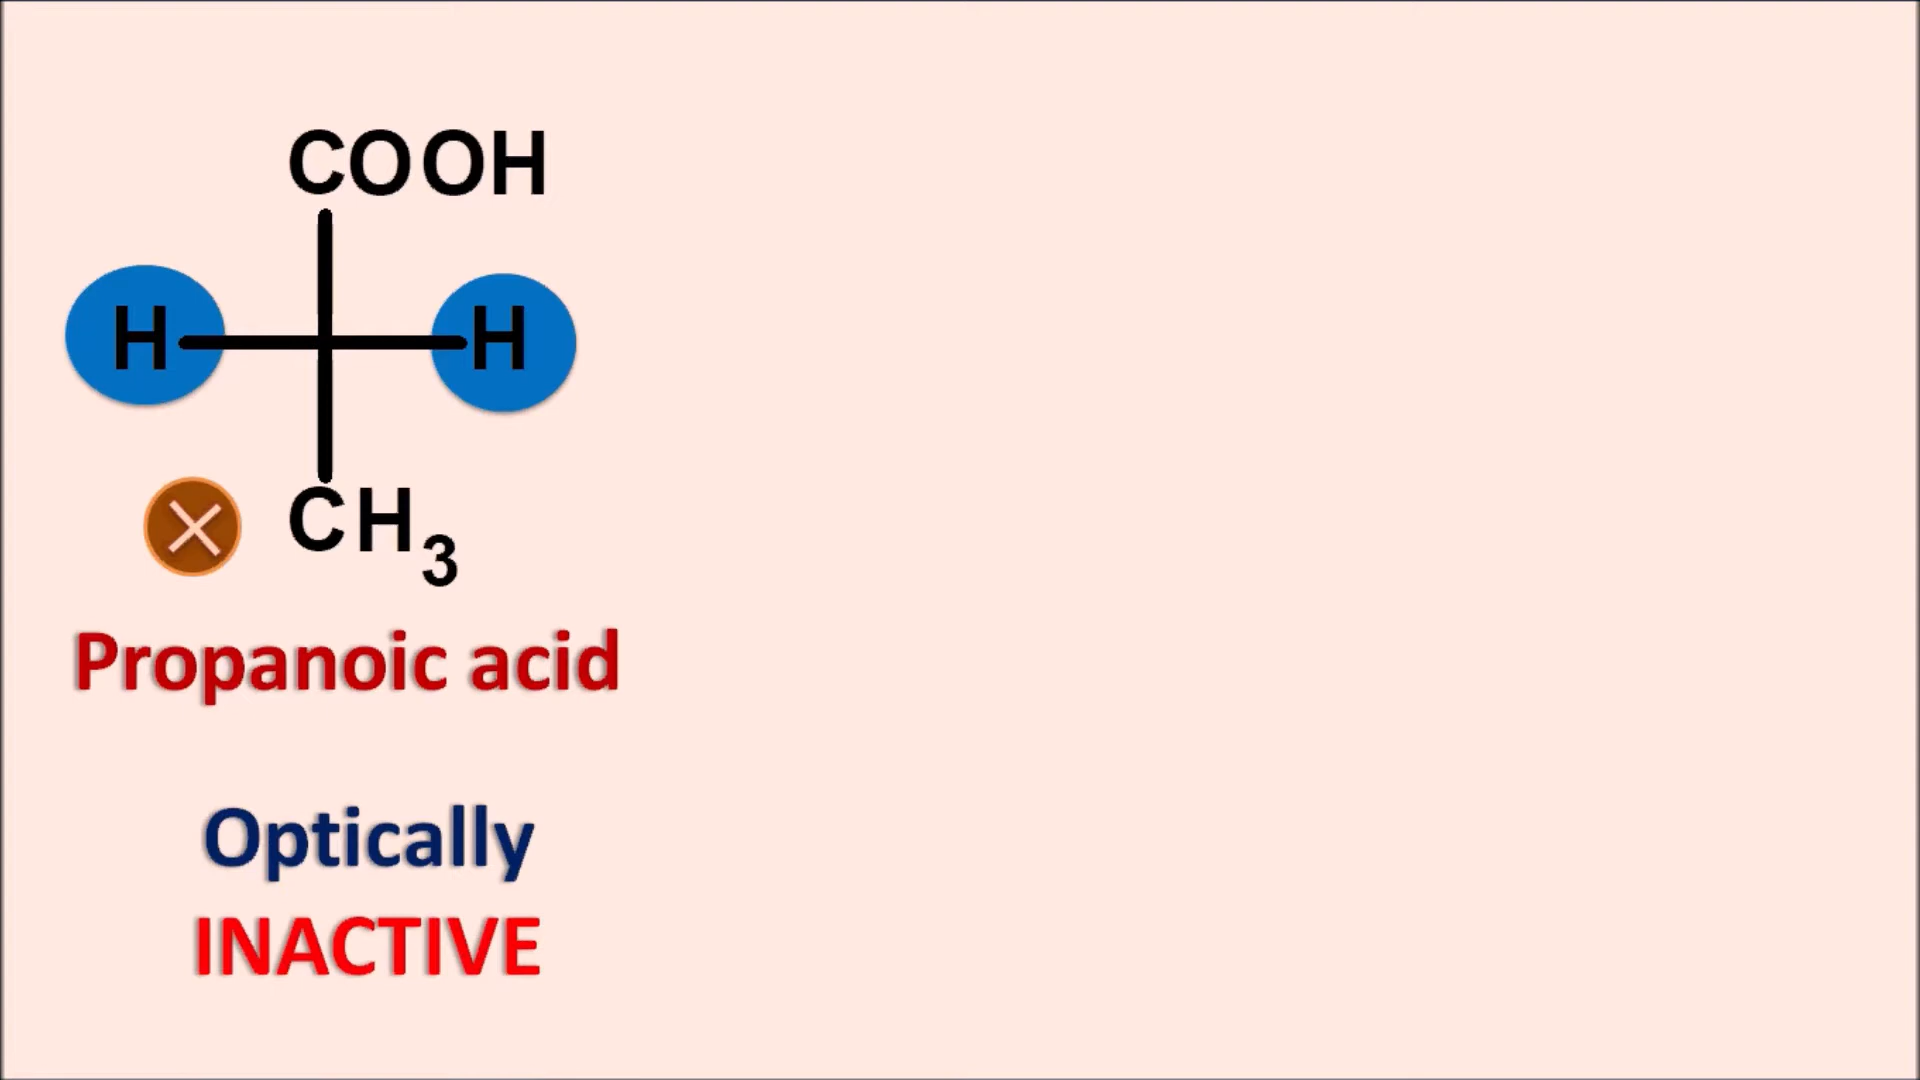 COOH
H H
CH3
Propanoic acid
Optically
INACTIVE